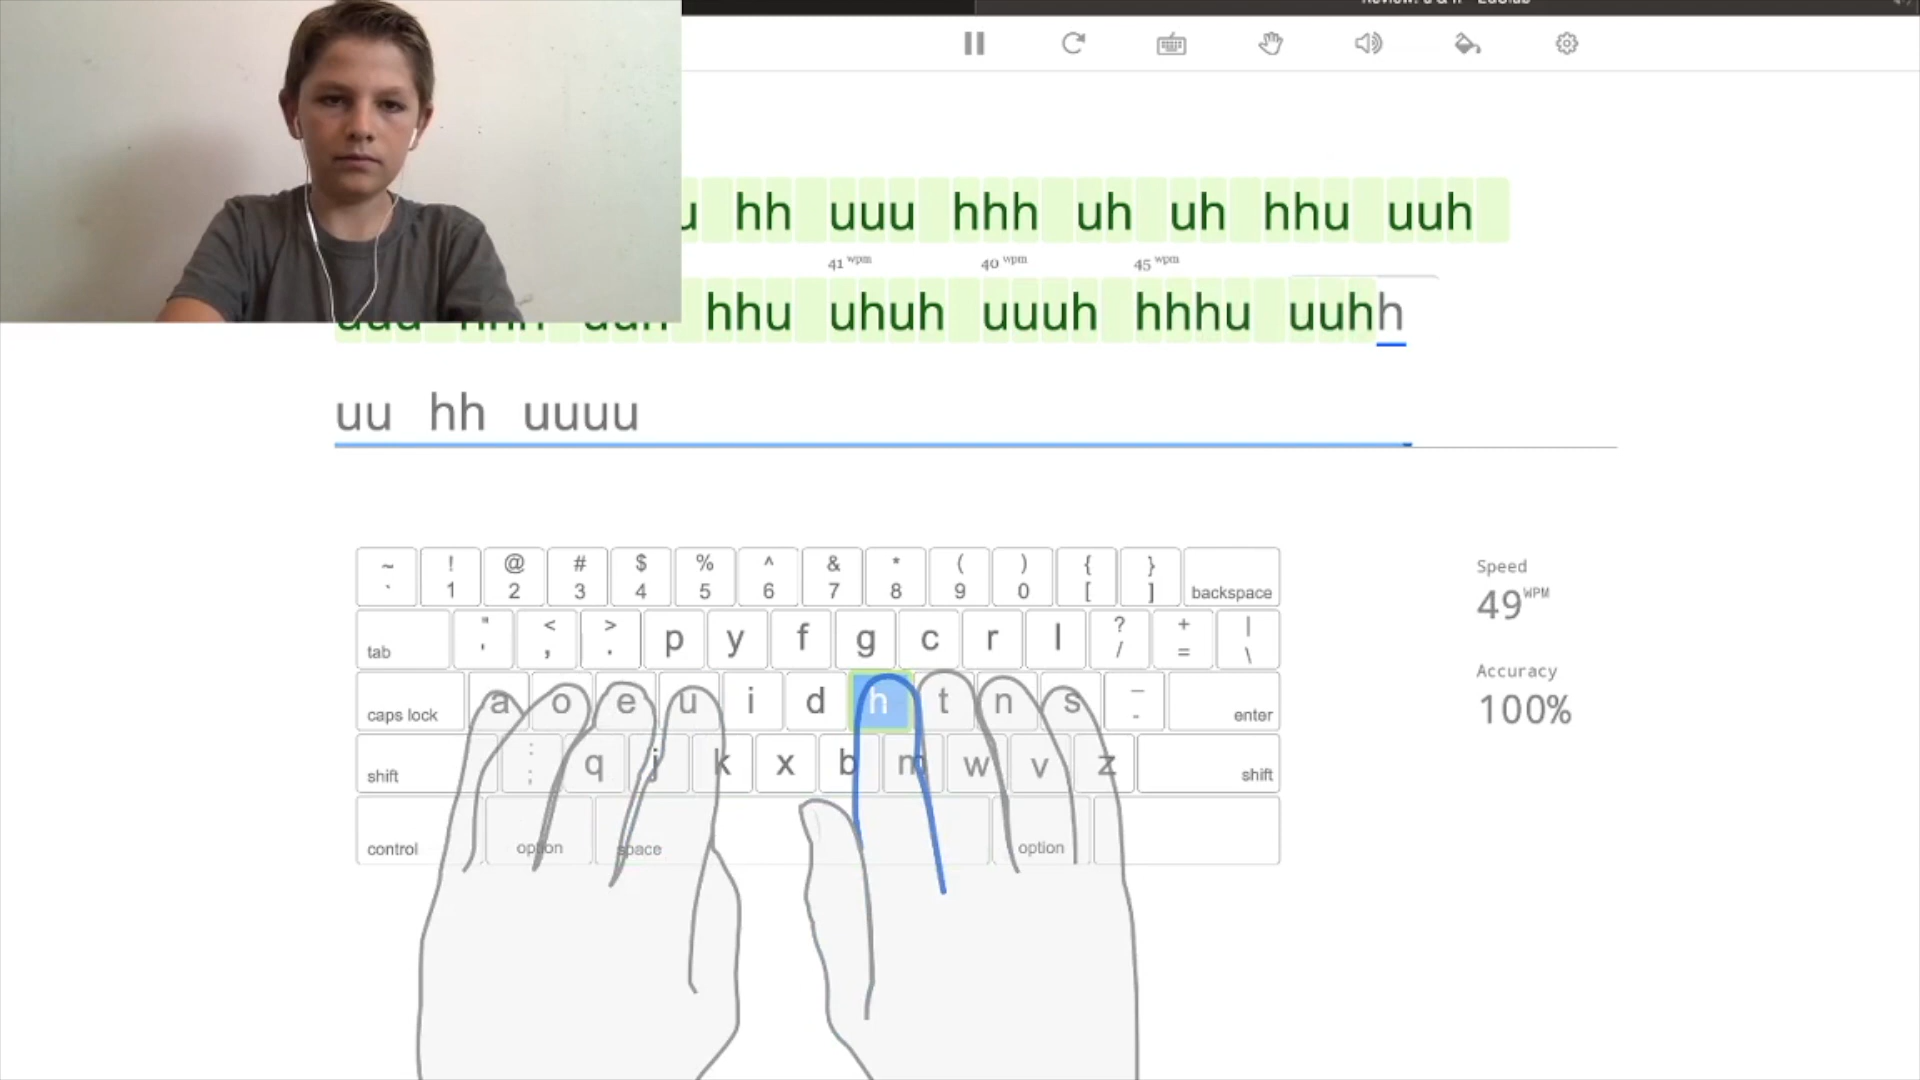 u hh uuu hhh uh uh hhu uuh
41 wpm 40 wpm 45 wpm
hhu uhuh uuuh hhhu uuhh
uu hh uuuu
~ ! @ # $ % ^ & * ( ) { }
` 1 2 3 4 5 6 7 8 9 0 [ ] backspace
tab " ' < , > . p y f g c r l ? / + = | \
caps lock a o e u i d h t n s _ - enter
shift : ; q j k x b m w v z shift
control option space option
Speed
49 WPM
Accuracy
100%